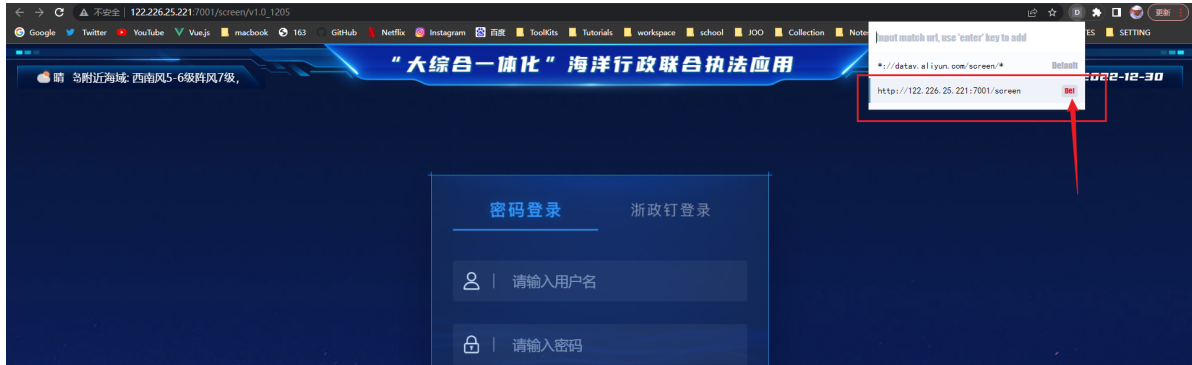 不安全 | 122.226.25.221:7001/screen/v1.0_1205
更新
Google Twitter YouTube Vue.js macbook 163 GitHub Netflix Instagram 百度 ToolKits Tutorials workspace school JOO Collection Note
SETTING
Input match url, use 'enter' key to add
*://datav.aliyun.com/screen/* Default
http://122.226.25.221:7001/screen Del
晴 岛附近海域: 西南风5-6级阵风7级,
“大综合一体化”海洋行政联合执法应用
2022-12-30
密码登录 浙政钉登录
请输入用户名
请输入密码